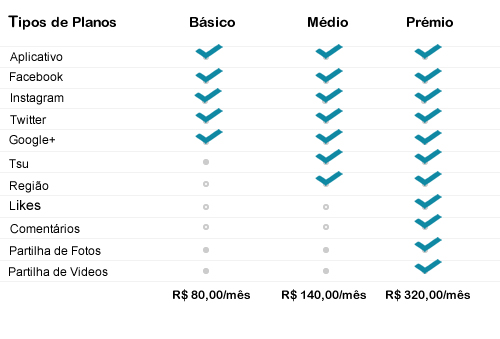 Tipos de Planos Básico Médio Prémio
Aplicativo
Facebook
Instagram
Twitter
Google+
Tsu
Região
Likes
Comentários
Partilha de Fotos
Partilha de Videos
R$ 80,00/mês R$ 140,00/mês R$ 320,00/mês